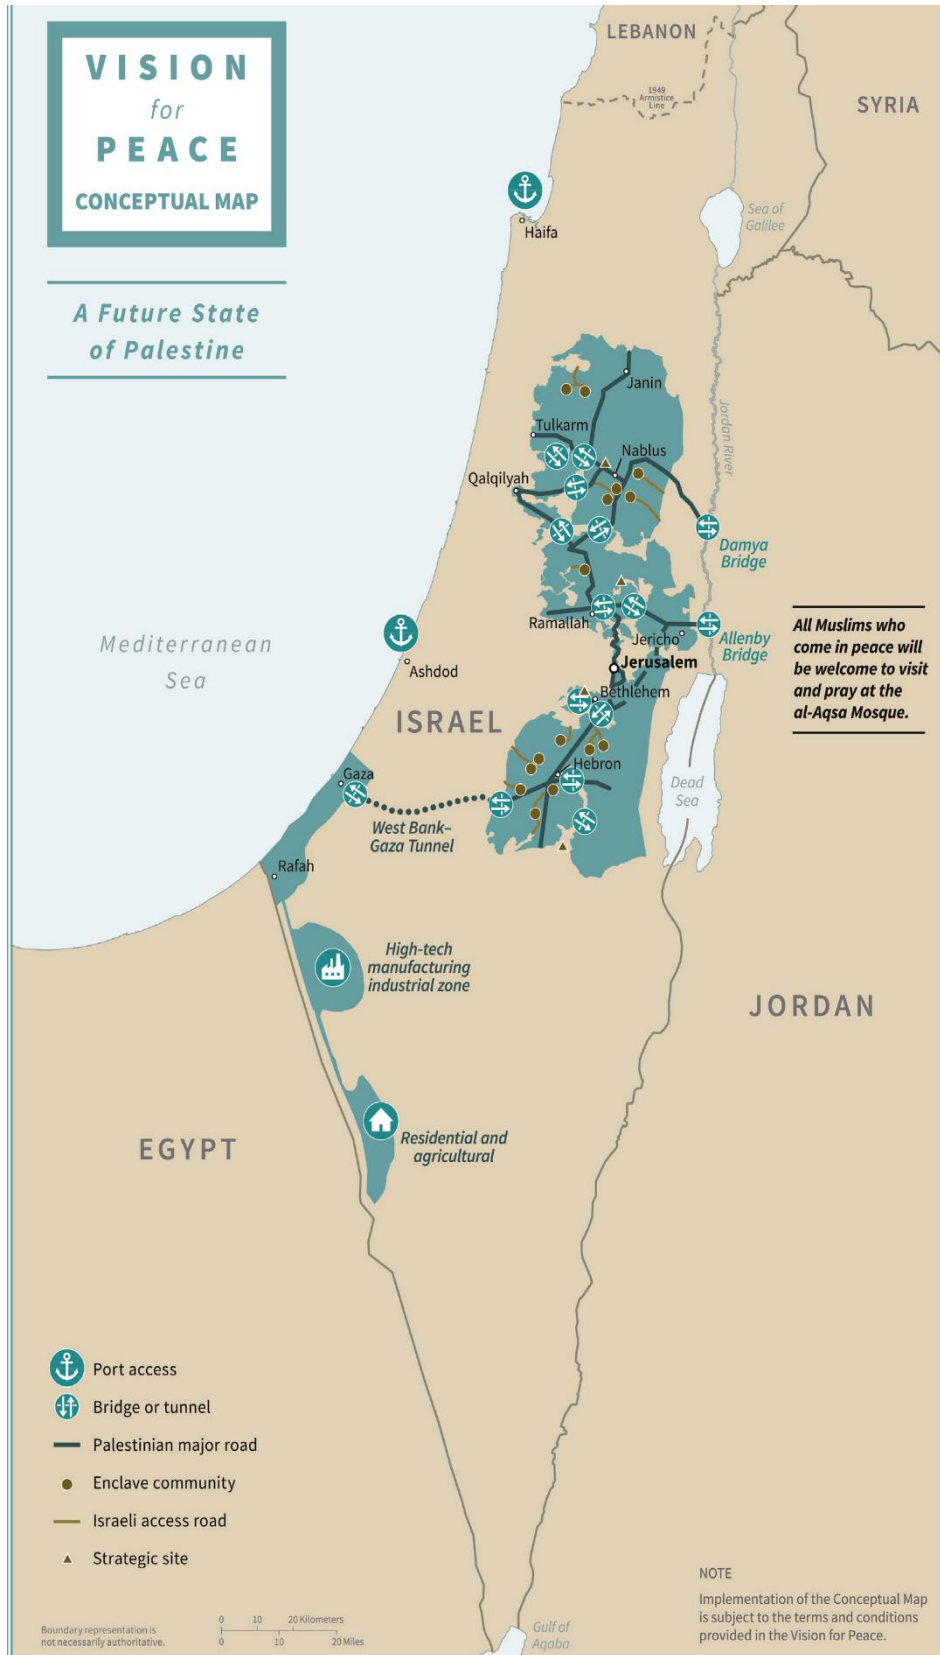 VISION
for
PEACE
CONCEPTUAL MAP
A Future State
of Palestine
LEBANON
1949
Armistice
Line
SYRIA
Haifa
Sea of
Galilee
Janin
Tulkarm
Nablus
Jordan River
Qalqilyah
Damya
Bridge
Ramallah
Jericho
Allenby
Bridge
Jerusalem
Bethlehem
All Muslims who
come in peace will
be welcome to visit
and pray at the
al-Aqsa Mosque.
Mediterranean
Sea
Ashdod
ISRAEL
Hebron
Dead
Sea
Gaza
West Bank–
Gaza Tunnel
Rafah
High-tech
manufacturing
industrial zone
JORDAN
EGYPT
Residential and
agricultural
Port access
Bridge or tunnel
Palestinian major road
Enclave community
Israeli access road
Strategic site
Boundary representation is
not necessarily authoritative.
0 10 20 Kilometers
0 10 20 Miles
Gulf of
Aqaba
NOTE
Implementation of the Conceptual Map
is subject to the terms and conditions
provided in the Vision for Peace.